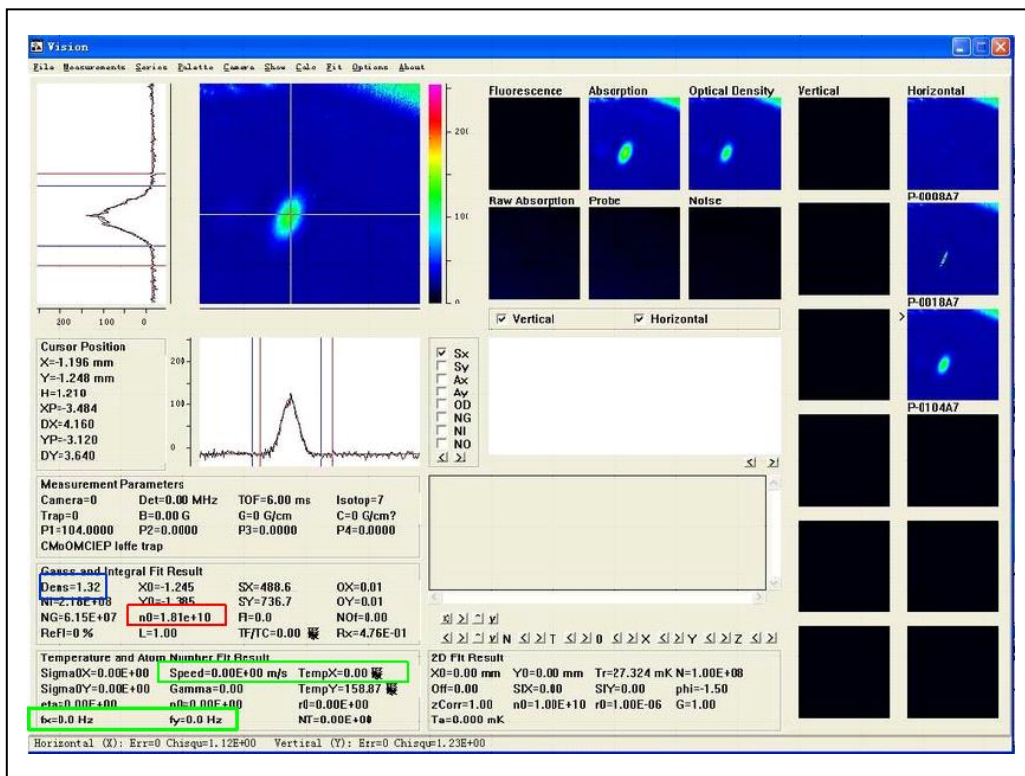 Vision
File Measurements Series Palette Camera Show Calc Fit Options About
Fluorescence Absorption Optical Density Vertical Horizontal
200
100
0
Raw Absorption Probe Noise
P-0008A7
P-0018A7
>
P-0104A7
200 100 0
Vertical Horizontal
Cursor Position
X=-1.196 mm
Y=-1.248 mm
H=1.210
XP=-3.484
DX=4.160
YP=-3.120
DY=3.640
200
100
0
Sx
Sy
Ax
Ay
OD
NG
NI
NO
< >
< >
Measurement Parameters
Camera=0 Det=0.00 MHz TOF=6.00 ms Isotop=7
Trap=0 B=0.00 G G=0 G/cm C=0 G/cm?
P1=104.0000 P2=0.0000 P3=0.0000 P4=0.0000
CMoOMCIEP Ioffe trap
Gauss and Integral Fit Result
Dens=1.32 X0=-1.245 SX=488.6 OX=0.01
NI=2.18E+08 Y0=-1.385 SY=736.7 OY=0.01
NG=6.15E+07 n0=1.81e+10 FI=0.0 NOf=0.00
RefI=0 % L=1.00 TF/TC=0.00 Rx=4.76E-01
N < > T < > O < > X < > Y < > Z < >
Temperature and Atom Number Fit Result
Sigma0X=0.00E+00 Speed=0.00E+00 m/s TempX=0.00
Sigma0Y=0.00E+00 Gamma=0.00 TempY=158.87
eta=0.00E+00 n0=0.00E+00 r0=0.00E+00
fx=0.0 Hz fy=0.0 Hz NT=0.00E+00
2D Fit Result
X0=0.00 mm Y0=0.00 mm Tr=27.324 mK N=1.00E+08
Off=0.00 SIX=0.00 SIY=0.00 phi=-1.50
zCorr=1.00 n0=1.00E+10 r0=1.00E-06 G=1.00
Ta=0.000 mK
Horizontal (X): Err=0 Chisqu=1.12E+00 Vertical (Y): Err=0 Chisqu=1.23E+00